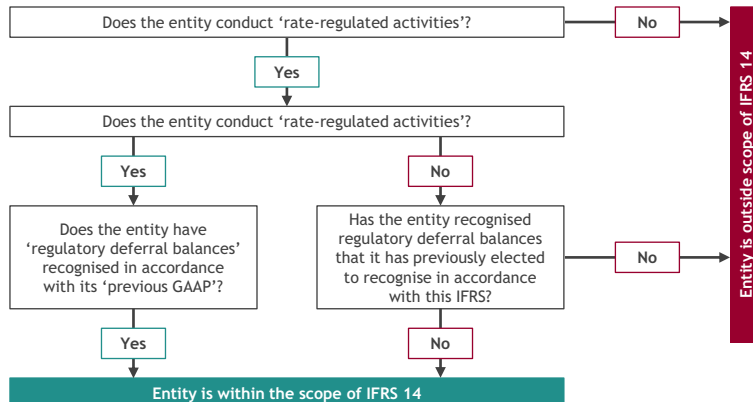 Does the entity conduct ‘rate-regulated activities’?
No
Yes
Does the entity conduct ‘rate-regulated activities’?
Yes
No
Does the entity have
‘regulatory deferral balances’
recognised in accordance
with its ‘previous GAAP’?
Has the entity recognised
regulatory deferral balances
that it has previously elected
to recognise in accordance
with this IFRS?
No
Yes
No
Entity is within the scope of IFRS 14
Entity is outside scope of IFRS 14